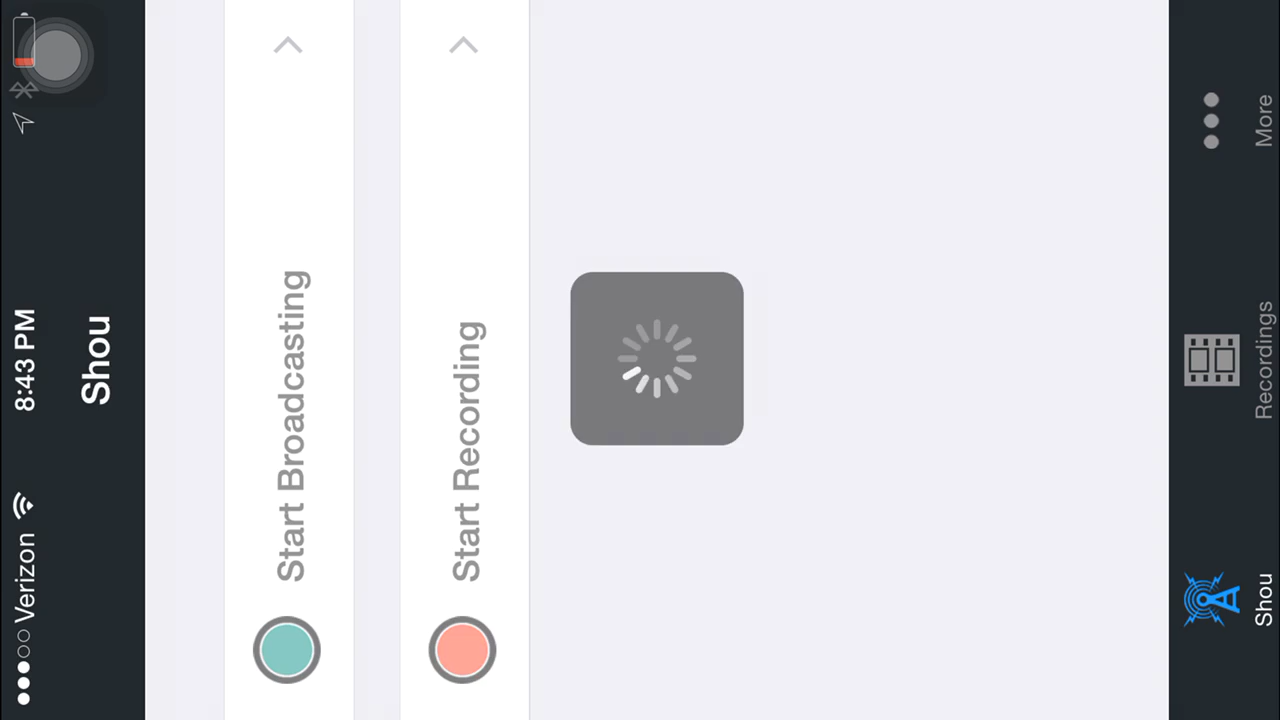 Verizon 8:43 PM
Shou
Start Broadcasting
Start Recording
Shou Recordings More